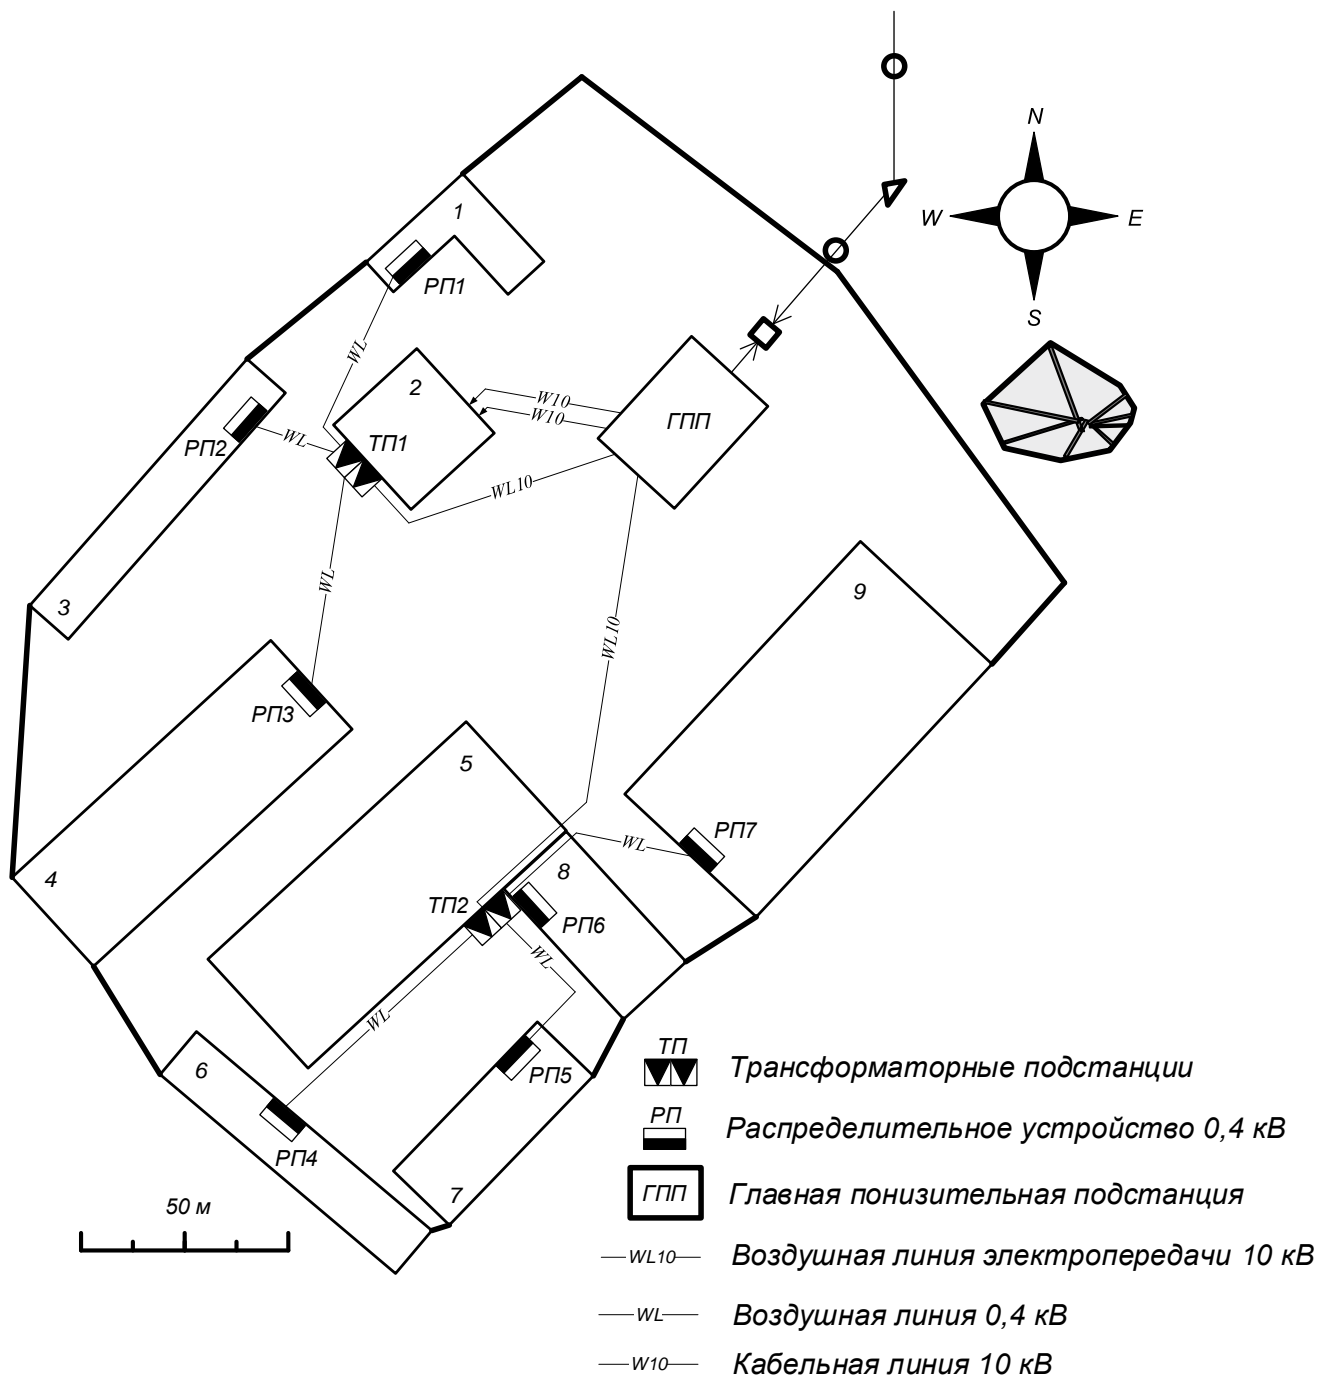 N
W
E
S
1
РП1
WL
2
W10
W10
ГПП
ТП1
РП2
WL
WL10
WL
3
9
WL10
РП3
5
4
WL
РП7
8
ТП2
РП6
WL
WL
6
РП5
РП4
7
50 м
ТП
Трансформаторные подстанции
РП
Распределительное устройство 0,4 кВ
ГПП
Главная понизительная подстанция
WL10
Воздушная линия электропередачи 10 кВ
WL
Воздушная линия 0,4 кВ
W10
Кабельная линия 10 кВ